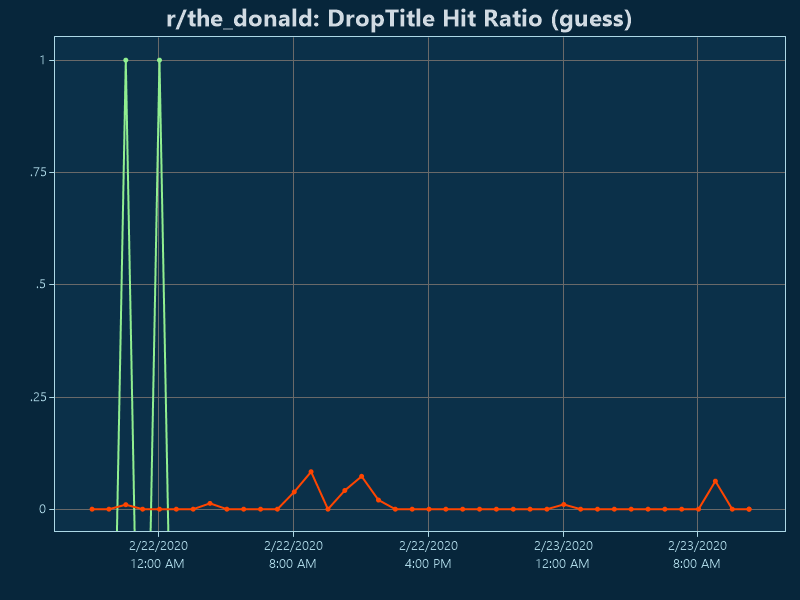 r/the_donald: DropTitle Hit Ratio (guess)
1
.75
.5
.25
0
2/22/2020 2/22/2020 2/22/2020 2/23/2020 2/23/2020
12:00 AM 8:00 AM 4:00 PM 12:00 AM 8:00 AM